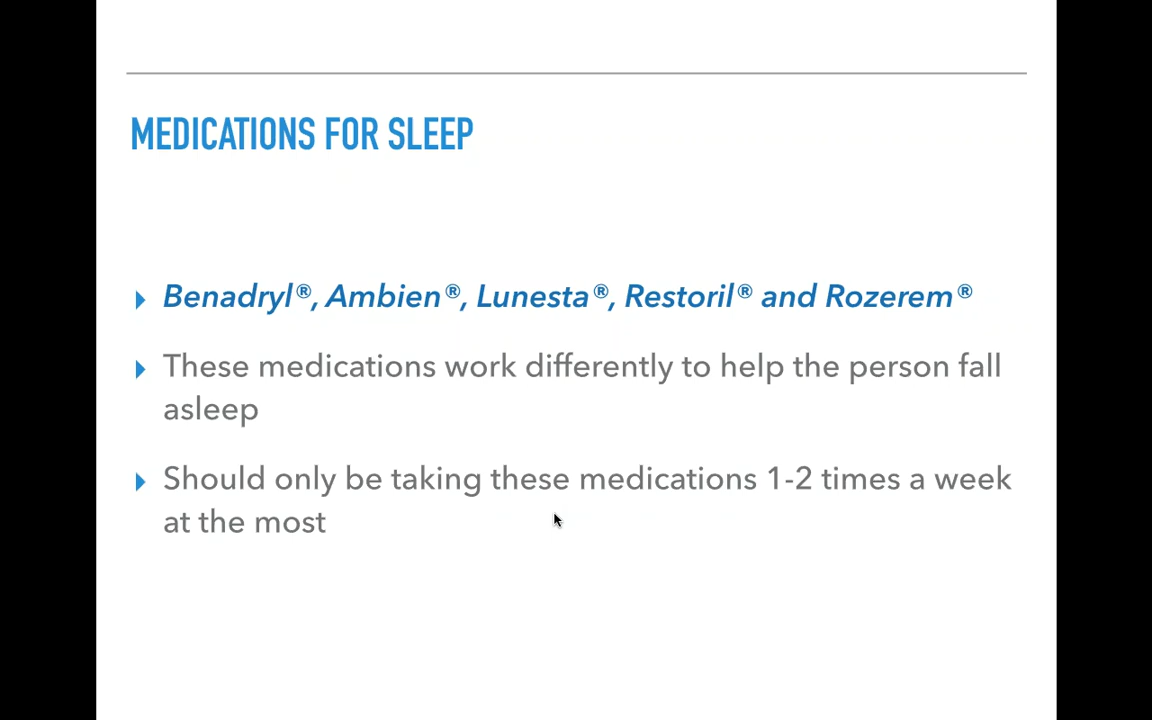 MEDICATIONS FOR SLEEP
Benadryl®, Ambien®, Lunesta®, Restoril® and Rozerem®
These medications work differently to help the person fall
asleep
Should only be taking these medications 1-2 times a week
at the most